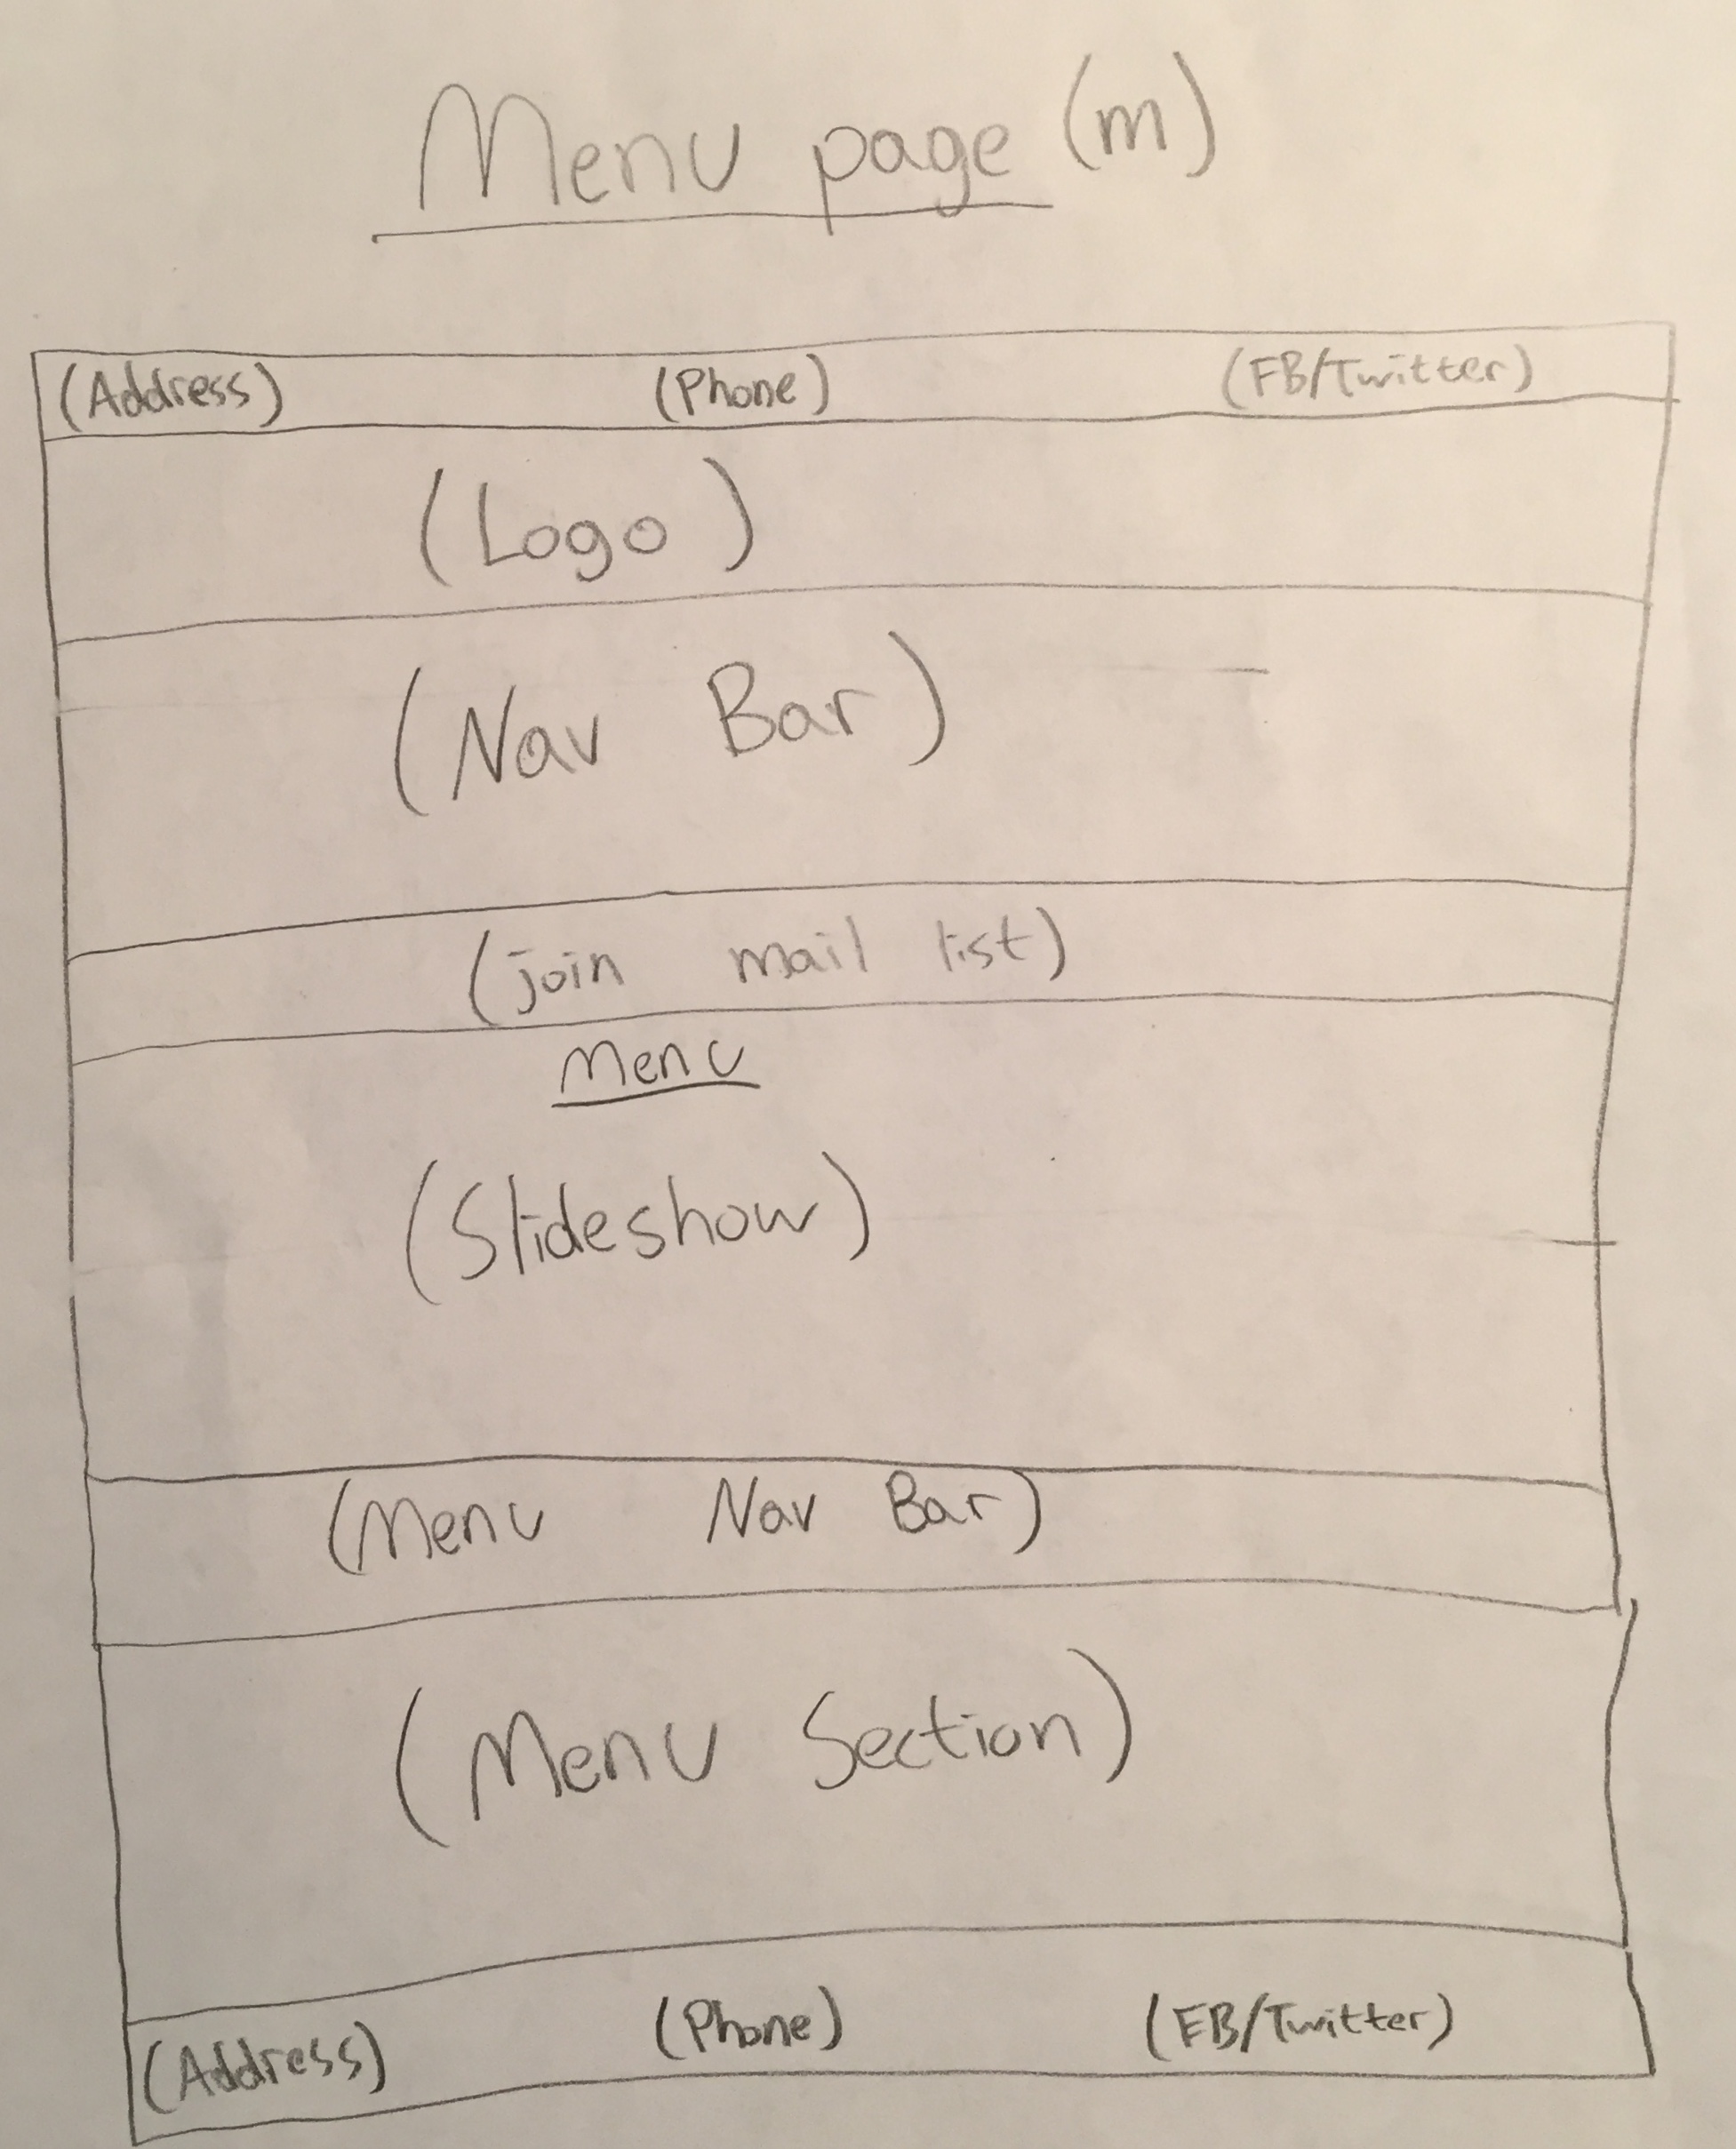 Menu page (m)
(Address) (Phone) (FB/Twitter)
(Logo)
(Nav Bar)
(join mail list)
Menu
(Slideshow)
(Menu Nav Bar)
(Menu Section)
(Address) (Phone) (FB/Twitter)